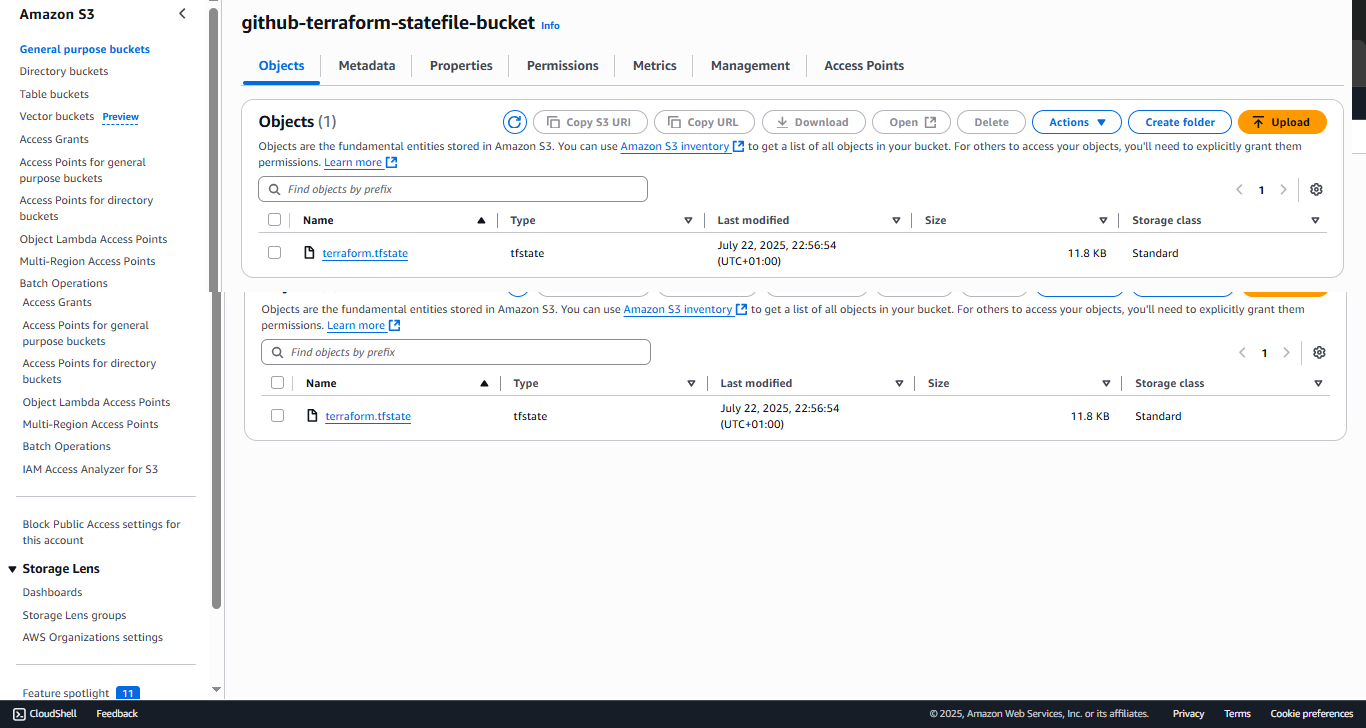 Amazon S3
General purpose buckets
Directory buckets
Table buckets
Vector buckets Preview
Access Grants
Access Points for general
purpose buckets
Access Points for directory
buckets
Object Lambda Access Points
Multi-Region Access Points
Batch Operations
Access Grants
Access Points for general
purpose buckets
Access Points for directory
buckets
Object Lambda Access Points
Multi-Region Access Points
Batch Operations
IAM Access Analyzer for S3
Block Public Access settings for
this account
Storage Lens
Dashboards
Storage Lens groups
AWS Organizations settings
Feature spotlight 11
github-terraform-statefile-bucket Info
Objects Metadata Properties Permissions Metrics Management Access Points
Objects (1) Copy S3 URI Copy URL Download Open Delete Actions Create folder Upload
Objects are the fundamental entities stored in Amazon S3. You can use Amazon S3 inventory to get a list of all objects in your bucket. For others to access your objects, you'll need to explicitly grant them
permissions. Learn more
Find objects by prefix 1
Name Type Last modified Size Storage class
terraform.tfstate tfstate July 22, 2025, 22:56:54 11.8 KB Standard
(UTC+01:00)
Objects are the fundamental entities stored in Amazon S3. You can use Amazon S3 inventory to get a list of all objects in your bucket. For others to access your objects, you'll need to explicitly grant them
permissions. Learn more
Find objects by prefix 1
Name Type Last modified Size Storage class
terraform.tfstate tfstate July 22, 2025, 22:56:54 11.8 KB Standard
(UTC+01:00)
CloudShell Feedback © 2025, Amazon Web Services, Inc. or its affiliates. Privacy Terms Cookie preferences